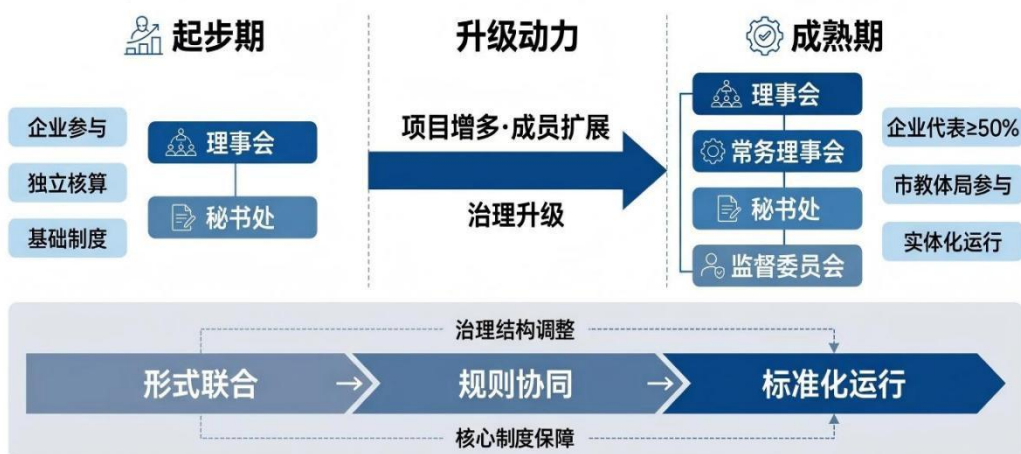 起步期
企业参与
独立核算
基础制度
理事会
秘书处
升级动力
项目增多·成员扩展
治理升级
成熟期
理事会
常务理事会
秘书处
监督委员会
企业代表≥50%
市教体局参与
实体化运行
治理结构调整
形式联合
规则协同
标准化运行
核心制度保障